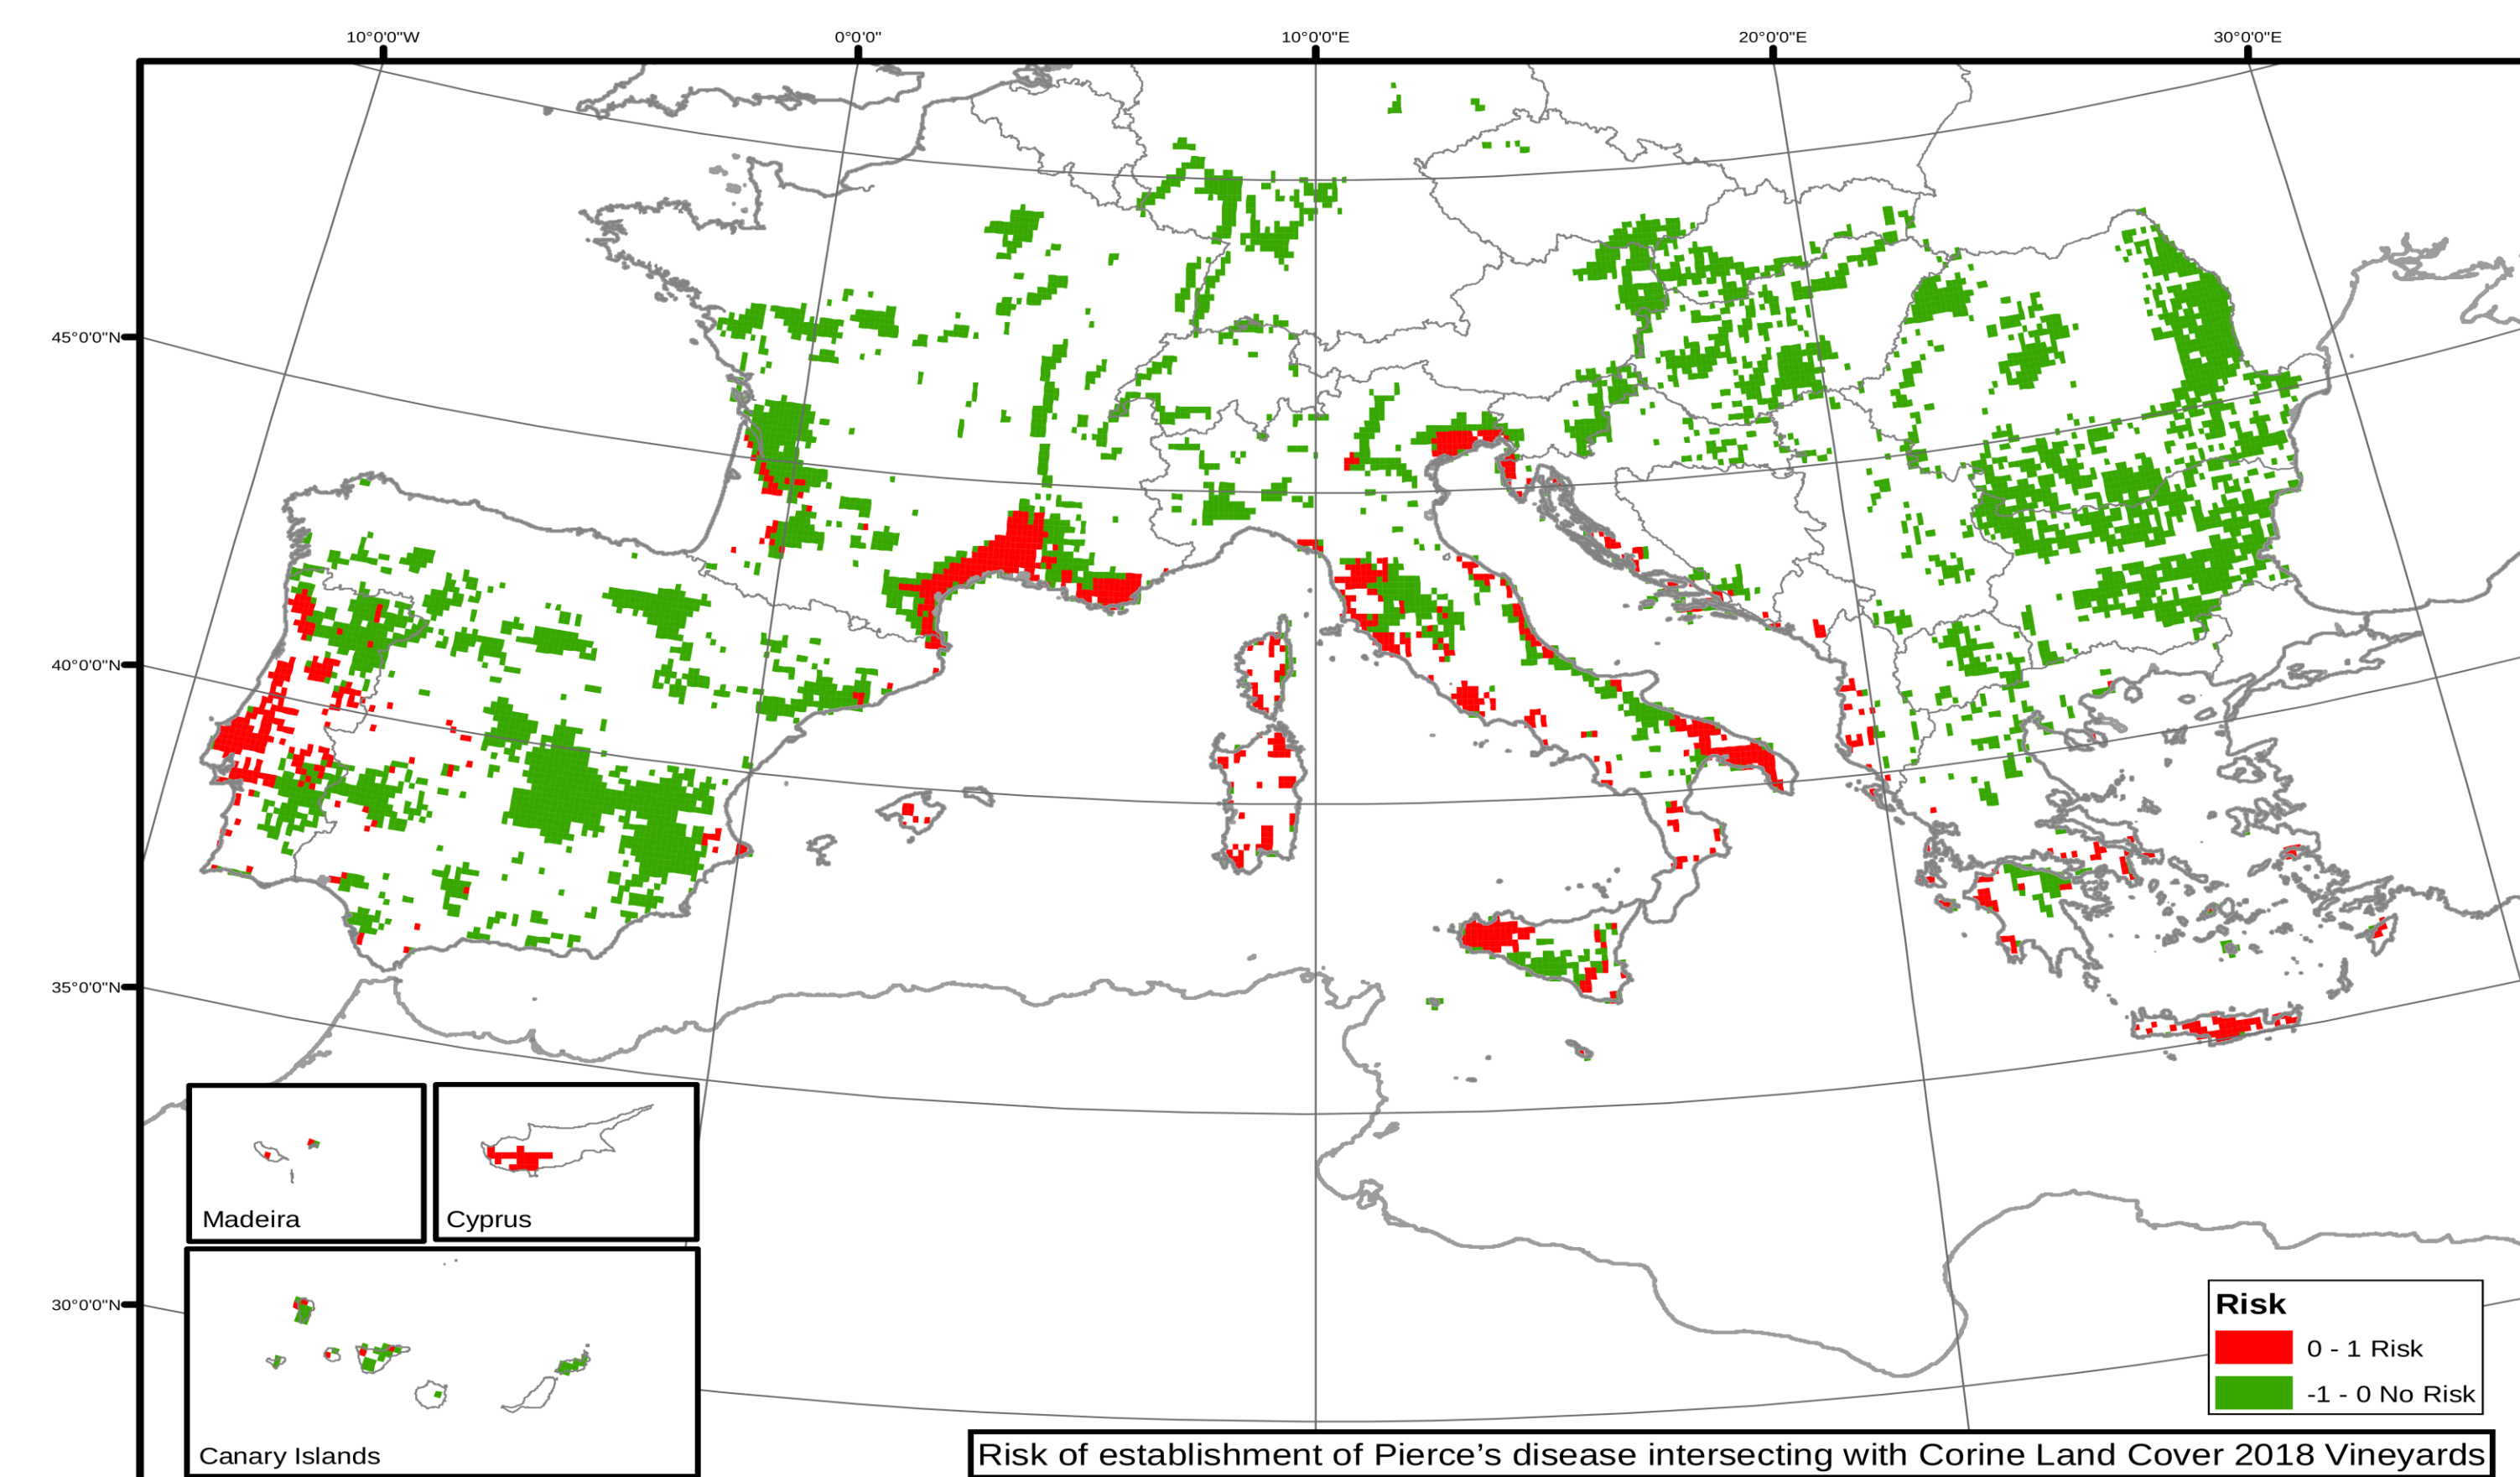 10°0'0"W
0°0'0"
10°0'0"E
20°0'0"E
30°0'0"E
45°0'0"N
40°0'0"N
35°0'0"N
30°0'0"N
Madeira
Cyprus
Canary Islands
Risk
0 - 1 Risk
-1 - 0 No Risk
Risk of establishment of Pierce’s disease intersecting with Corine Land Cover 2018 Vineyards